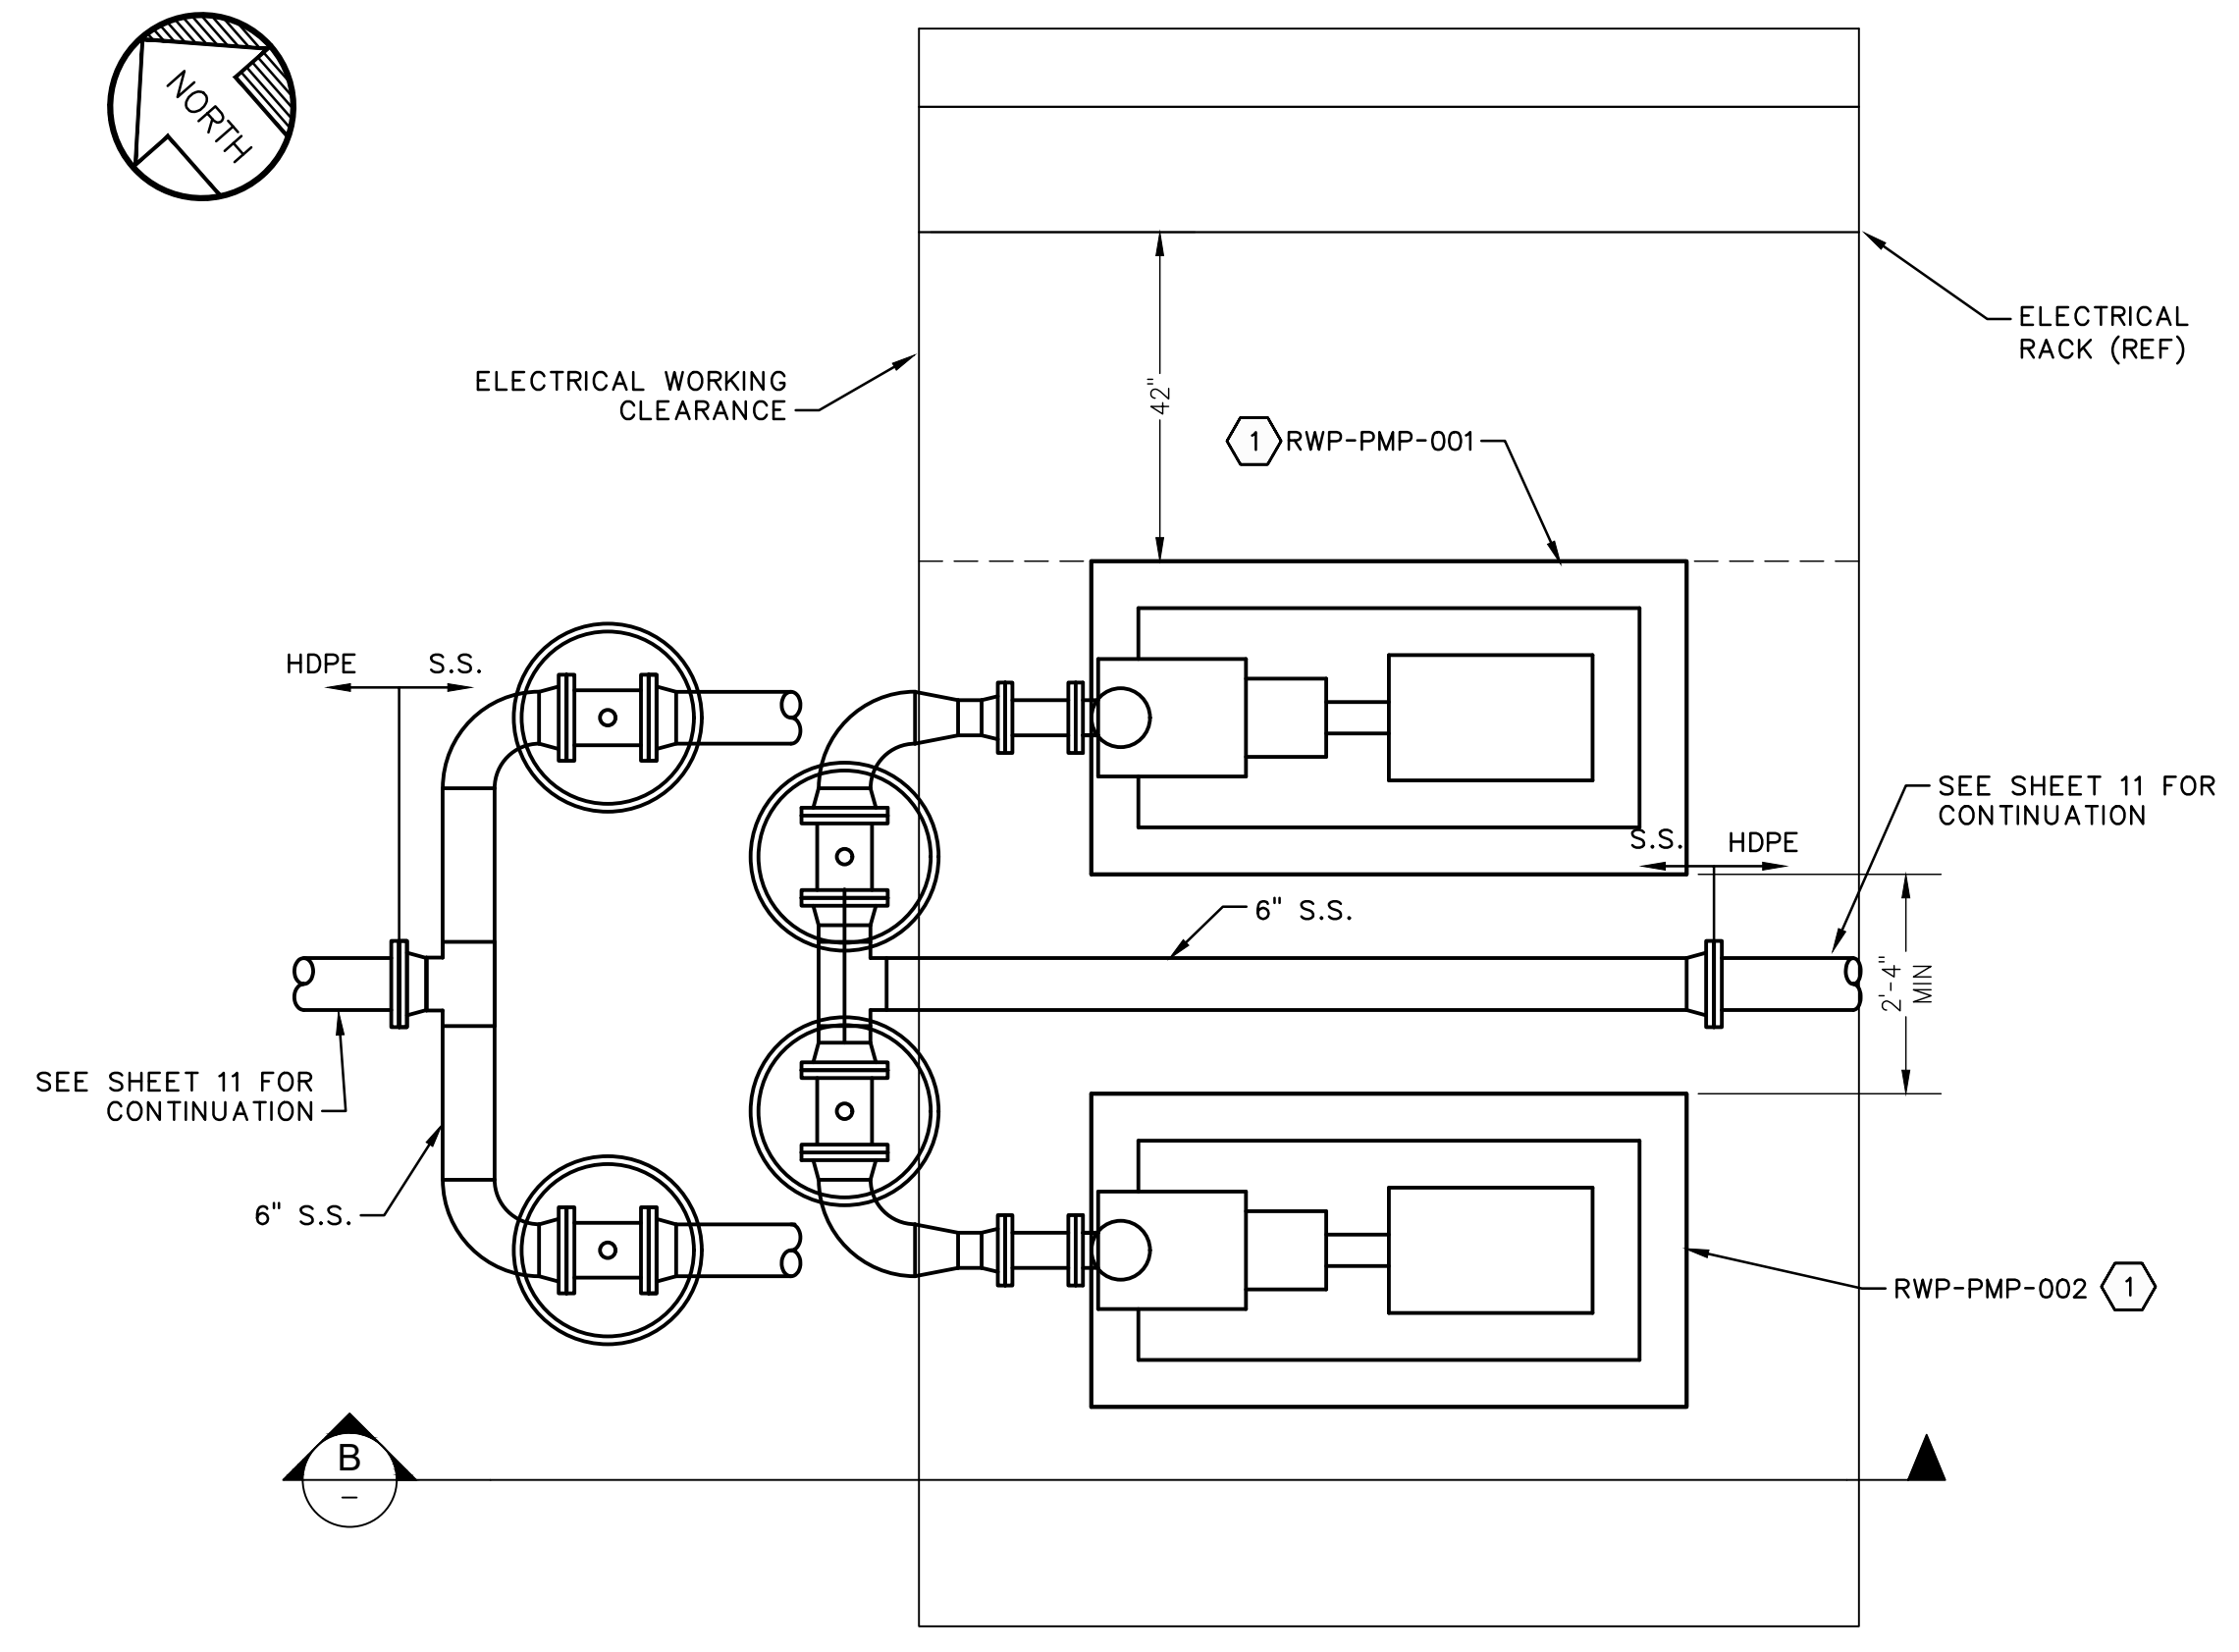 NORTH
ELECTRICAL
RACK (REF)
ELECTRICAL WORKING
CLEARANCE
42"
1 RWP-PMP-001
HDPE S.S.
SEE SHEET 11 FOR
CONTINUATION
S.S. HDPE
6" S.S.
2'-4"
MIN
SEE SHEET 11 FOR
CONTINUATION
6" S.S.
RWP-PMP-002 1
B
-